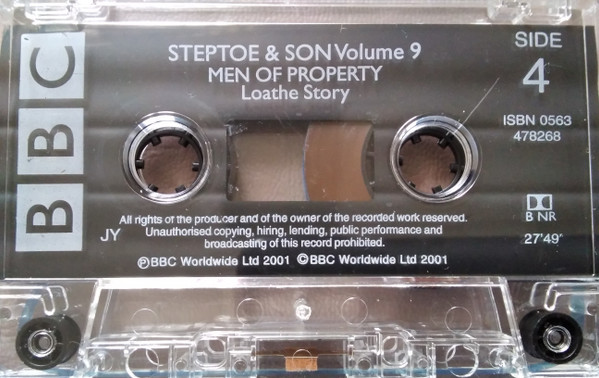 BBC
STEPTOE & SON Volume 9
MEN OF PROPERTY
Loathe Story
SIDE
4
ISBN 0563
478268
B NR
27'49"
All rights of the producer and of the owner of the recorded work reserved.
Unauthorised copying, hiring, lending, public performance and
broadcasting of this record prohibited.
JY
℗BBC Worldwide Ltd 2001 ©BBC Worldwide Ltd 2001